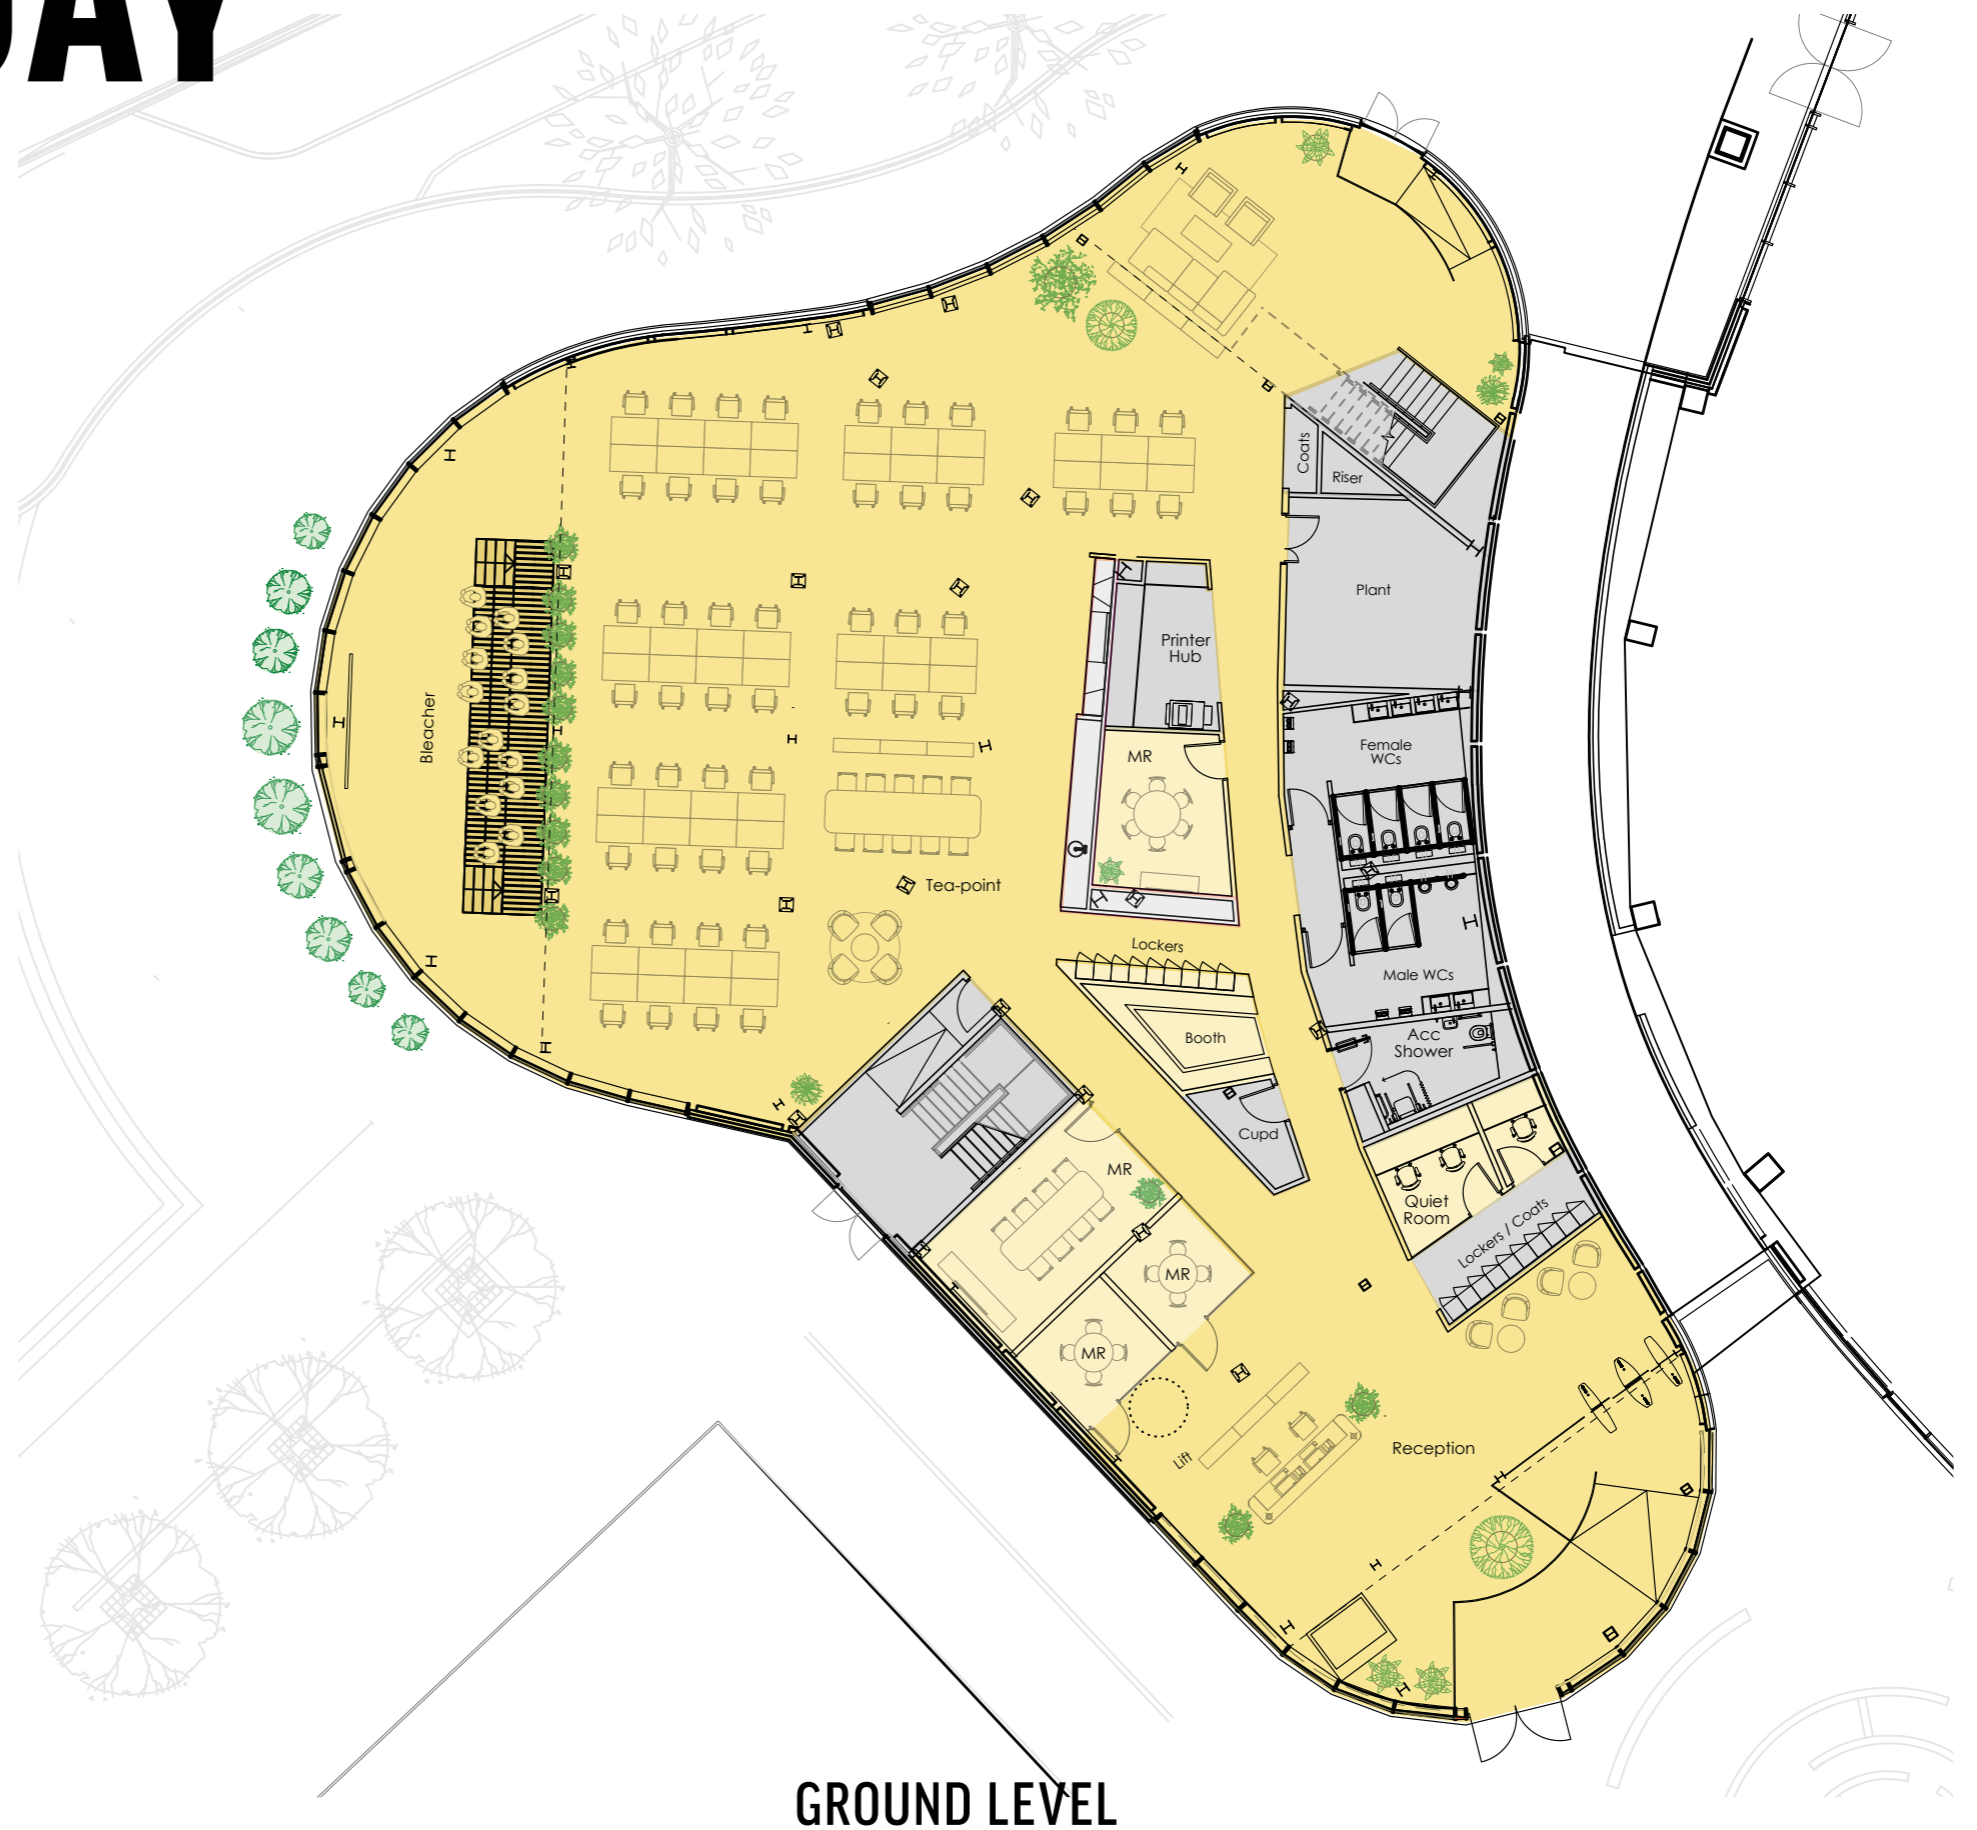 DAY
Coats
Riser
Plant
Printer
Hub
Female
WCs
MR
Bleacher
Tea-point
Lockers
Male WCs
Booth
Acc
Shower
Cupd
MR
Quiet
Room
Lockers / Coats
MR
MR
Lift
Reception
GROUND LEVEL